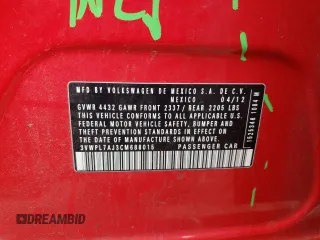 MFD. BY VOLKSWAGEN DE MEXICO S.A. DE C.V.
MEXICO 04/12
GVWR 4432 GAWR FRONT 2337 / REAR 2205 LBS
THIS VEHICLE CONFORMS TO ALL APPLICABLE U.S.
FEDERAL MOTOR VEHICLE SAFETY, BUMPER AND
THEFT PREVENTION STANDARDS IN EFFECT ON THE
DATE OF MANUFACTURE SHOWN ABOVE.
3VWPL7AJ3CM688015 PASSENGER CAR
DREAMBID